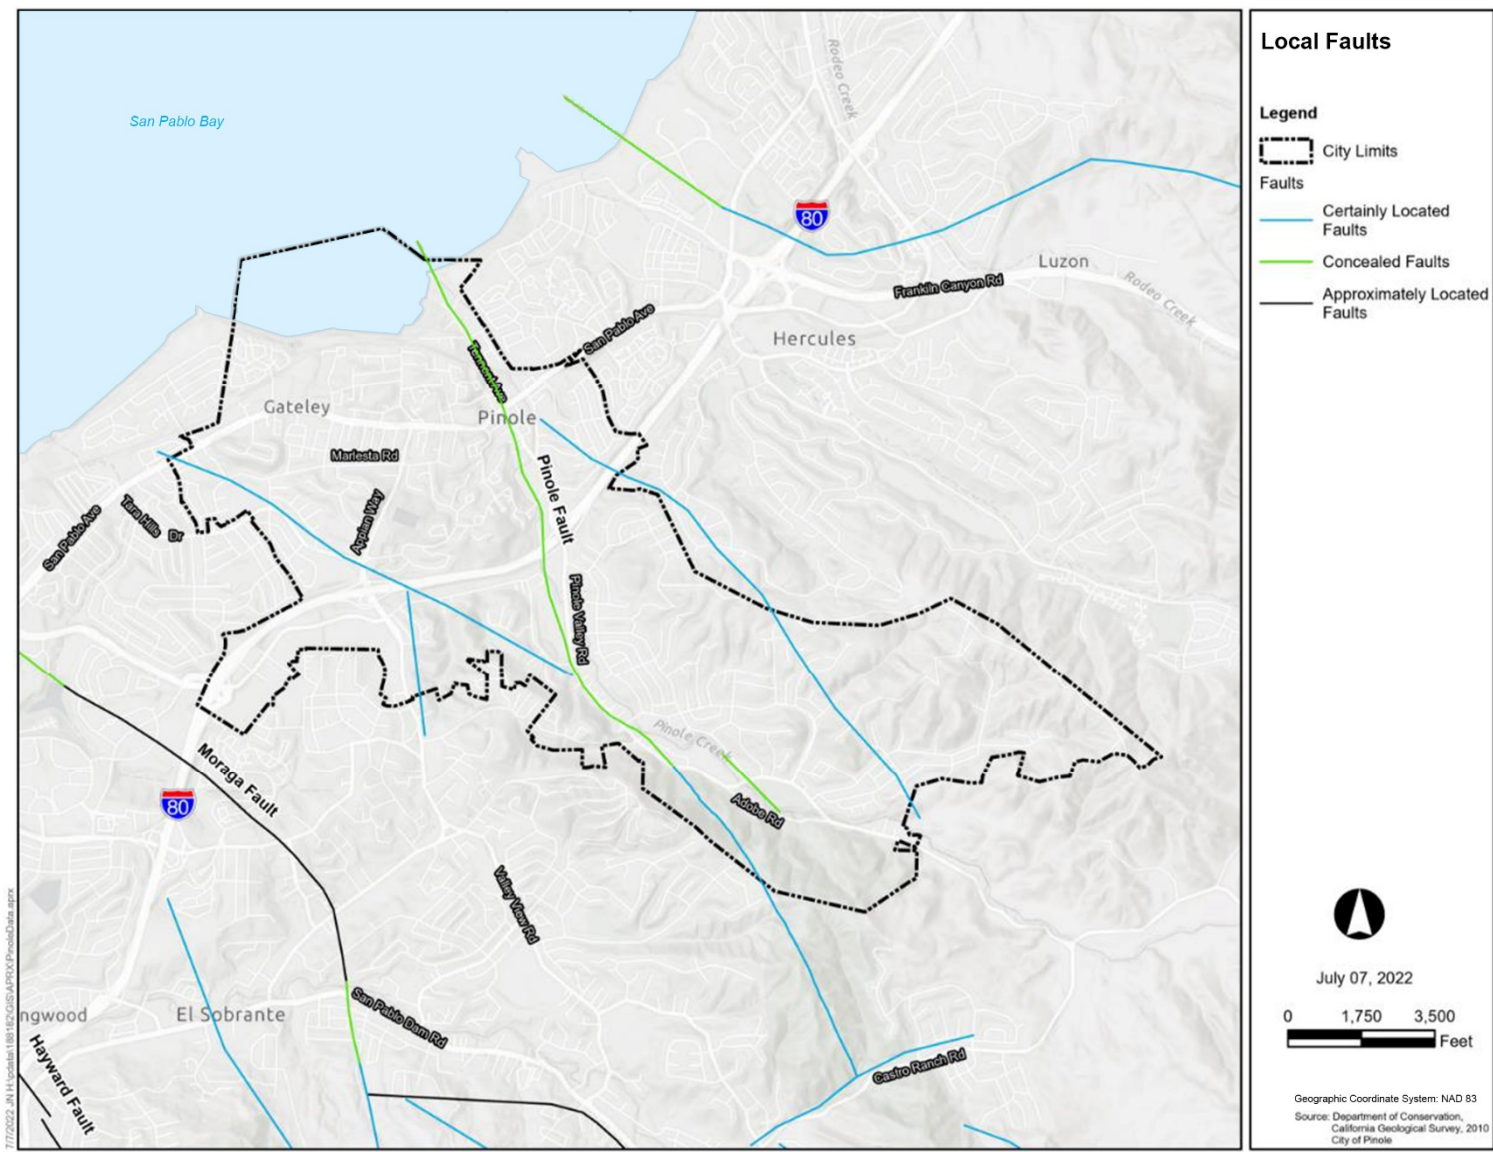 Local Faults
Legend
City Limits
Faults
Certainly Located
Faults
Concealed Faults
Approximately Located
Faults
San Pablo Bay
Rodeo Creek
80
Luzon
Franklin Canyon Rd
Rodeo Creek
San Pablo Ave
Hercules
Tennent Ave
Gateley
Pinole
Marlesta Rd
Pinole Fault
Appian Way
Tara Hills Dr
San Pablo Ave
Pinole Valley Rd
Pinole Creek
Moraga Fault
80
Adobe Rd
Valley View Rd
San Pablo Dam Rd
ngwood
El Sobrante
Hayward Fault
Castro Ranch Rd
July 07, 2022
0 1,750 3,500
Feet
Geographic Coordinate System: NAD 83
Source: Department of Conservation,
California Geological Survey, 2010
City of Pinole